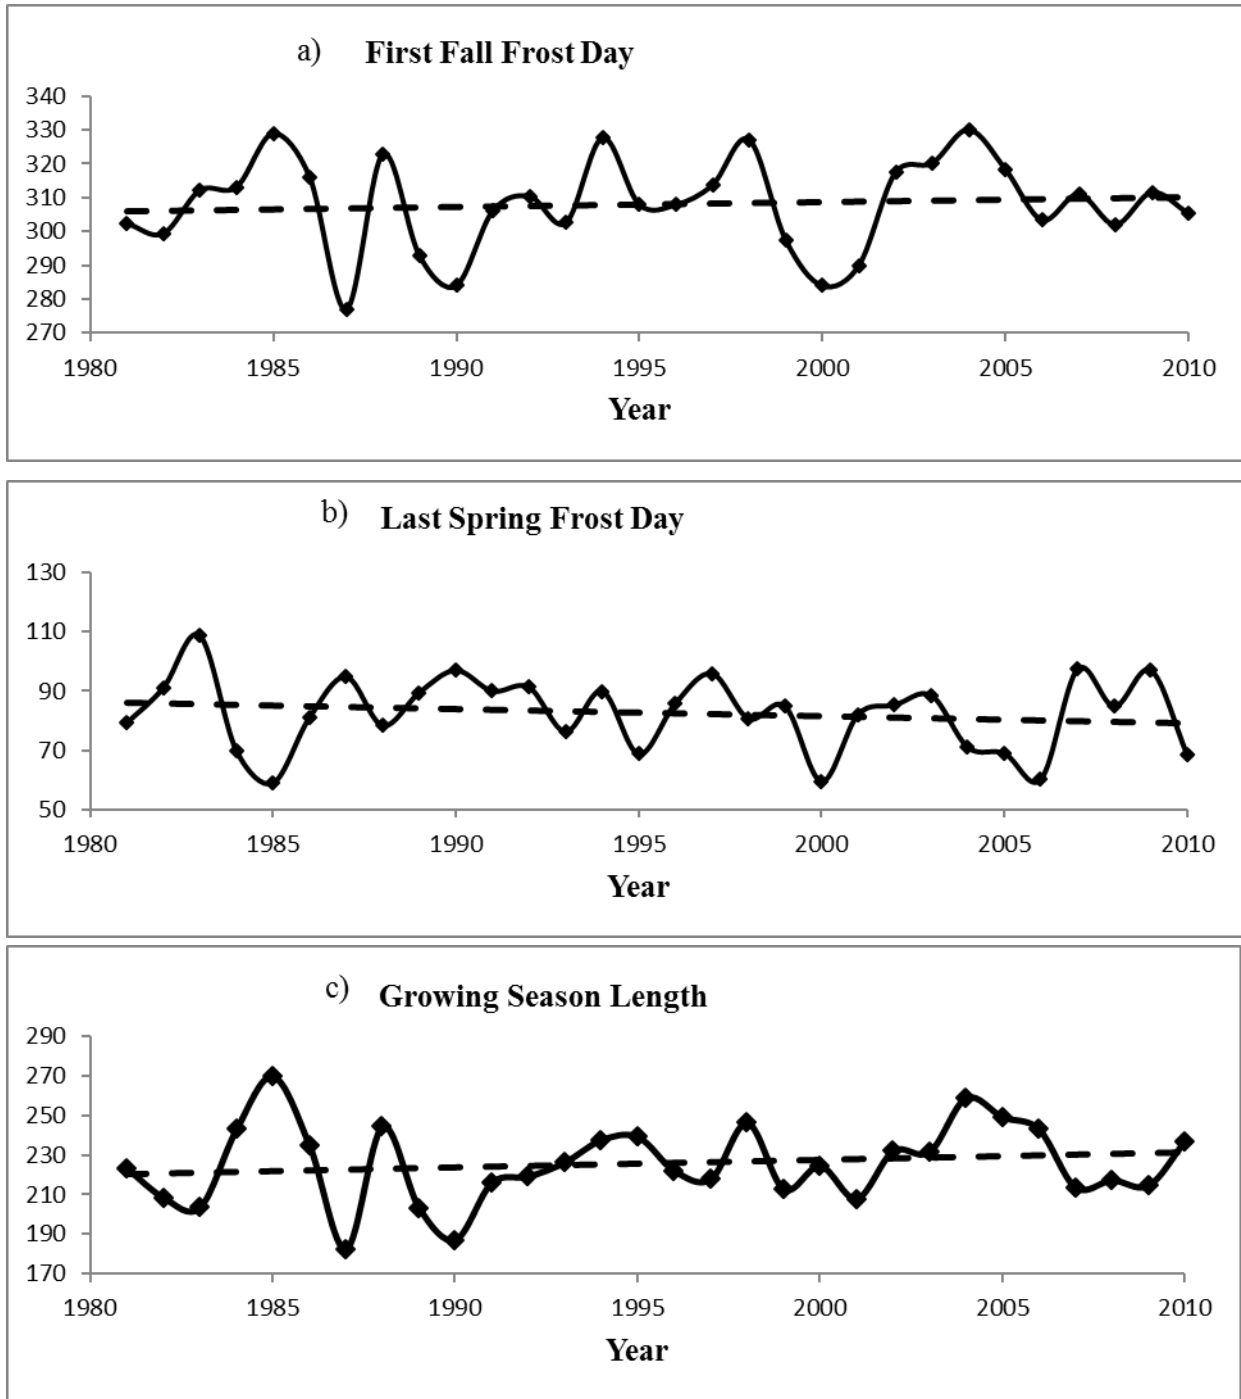 a) First Fall Frost Day
340
330
320
310
300
290
280
270
1980 1985 1990 1995 2000 2005 2010
Year
b) Last Spring Frost Day
130
110
90
70
50
1980 1985 1990 1995 2000 2005 2010
Year
c) Growing Season Length
290
270
250
230
210
190
170
1980 1985 1990 1995 2000 2005 2010
Year